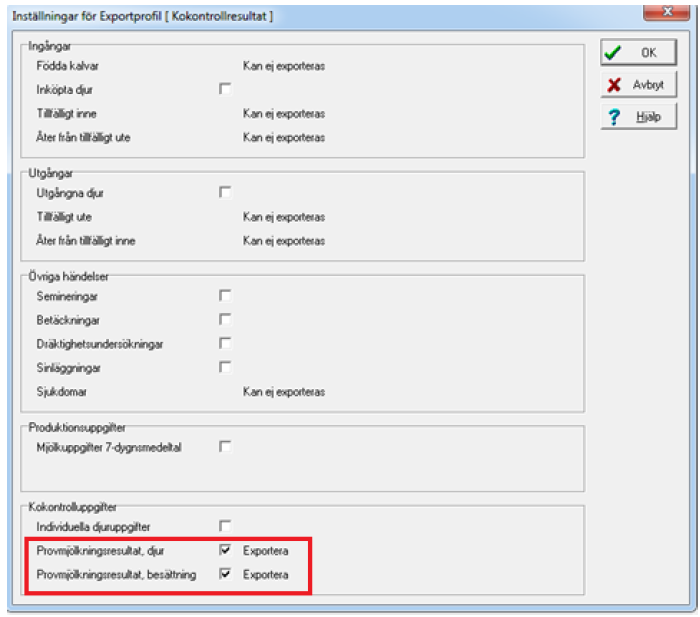 Inställningar för Exportprofil [ Kokontrollresultat ]
Ingångar
Födda kalvar Kan ej exporteras
Inköpta djur
Tillfälligt inne Kan ej exporteras
Åter från tillfälligt ute Kan ej exporteras
Utgångar
Utgångna djur
Tillfälligt ute Kan ej exporteras
Åter från tillfälligt inne Kan ej exporteras
Övriga händelser
Semineringar
Betäckningar
Dräktighetsundersökningar
Sinläggningar
Sjukdomar Kan ej exporteras
Produktionsuppgifter
Mjölkuppgifter 7-dygnsmedeltal
Kokontrolluppgifter
Individuella djuruppgifter
Provmjölkningsresultat, djur Exportera
Provmjölkningsresultat, besättning Exportera
OK
Avbryt
Hjälp